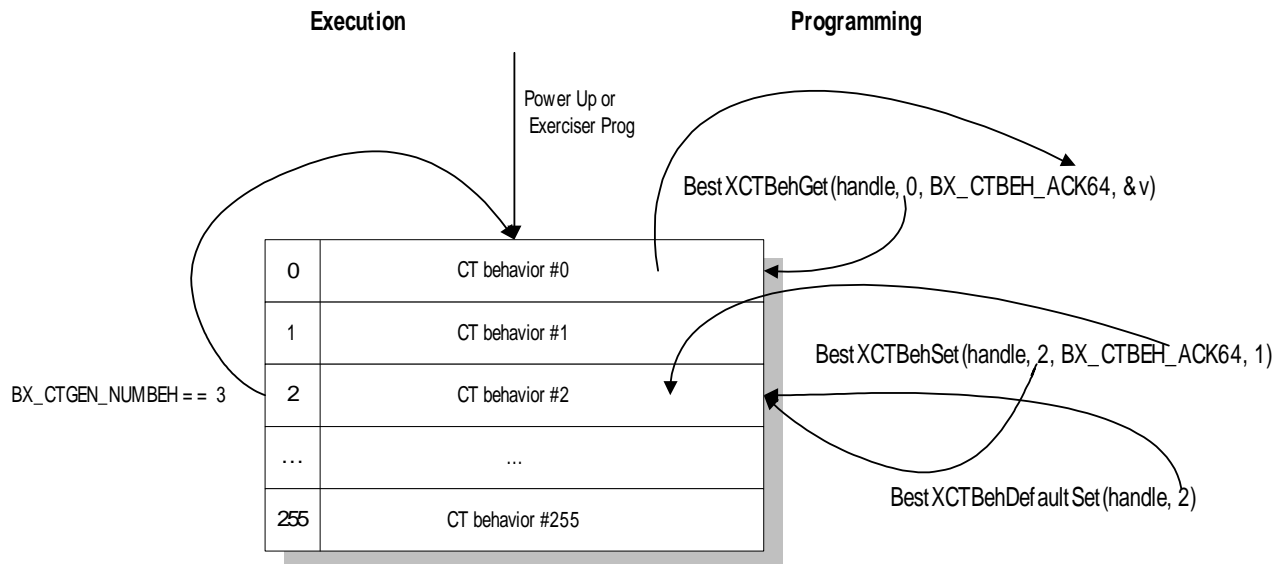 Execution
Programming
Power Up or
Exerciser Prog
BestXCTBehGet(handle, 0, BX_CTBEH_ACK64, &v)
0 CT behavior #0
1 CT behavior #1
BestXCTBehSet(handle, 2, BX_CTBEH_ACK64, 1)
BX_CTGEN_NUMBEH == 3
2 CT behavior #2
... ...
BestXCTBehDefaultSet(handle, 2)
255 CT behavior #255